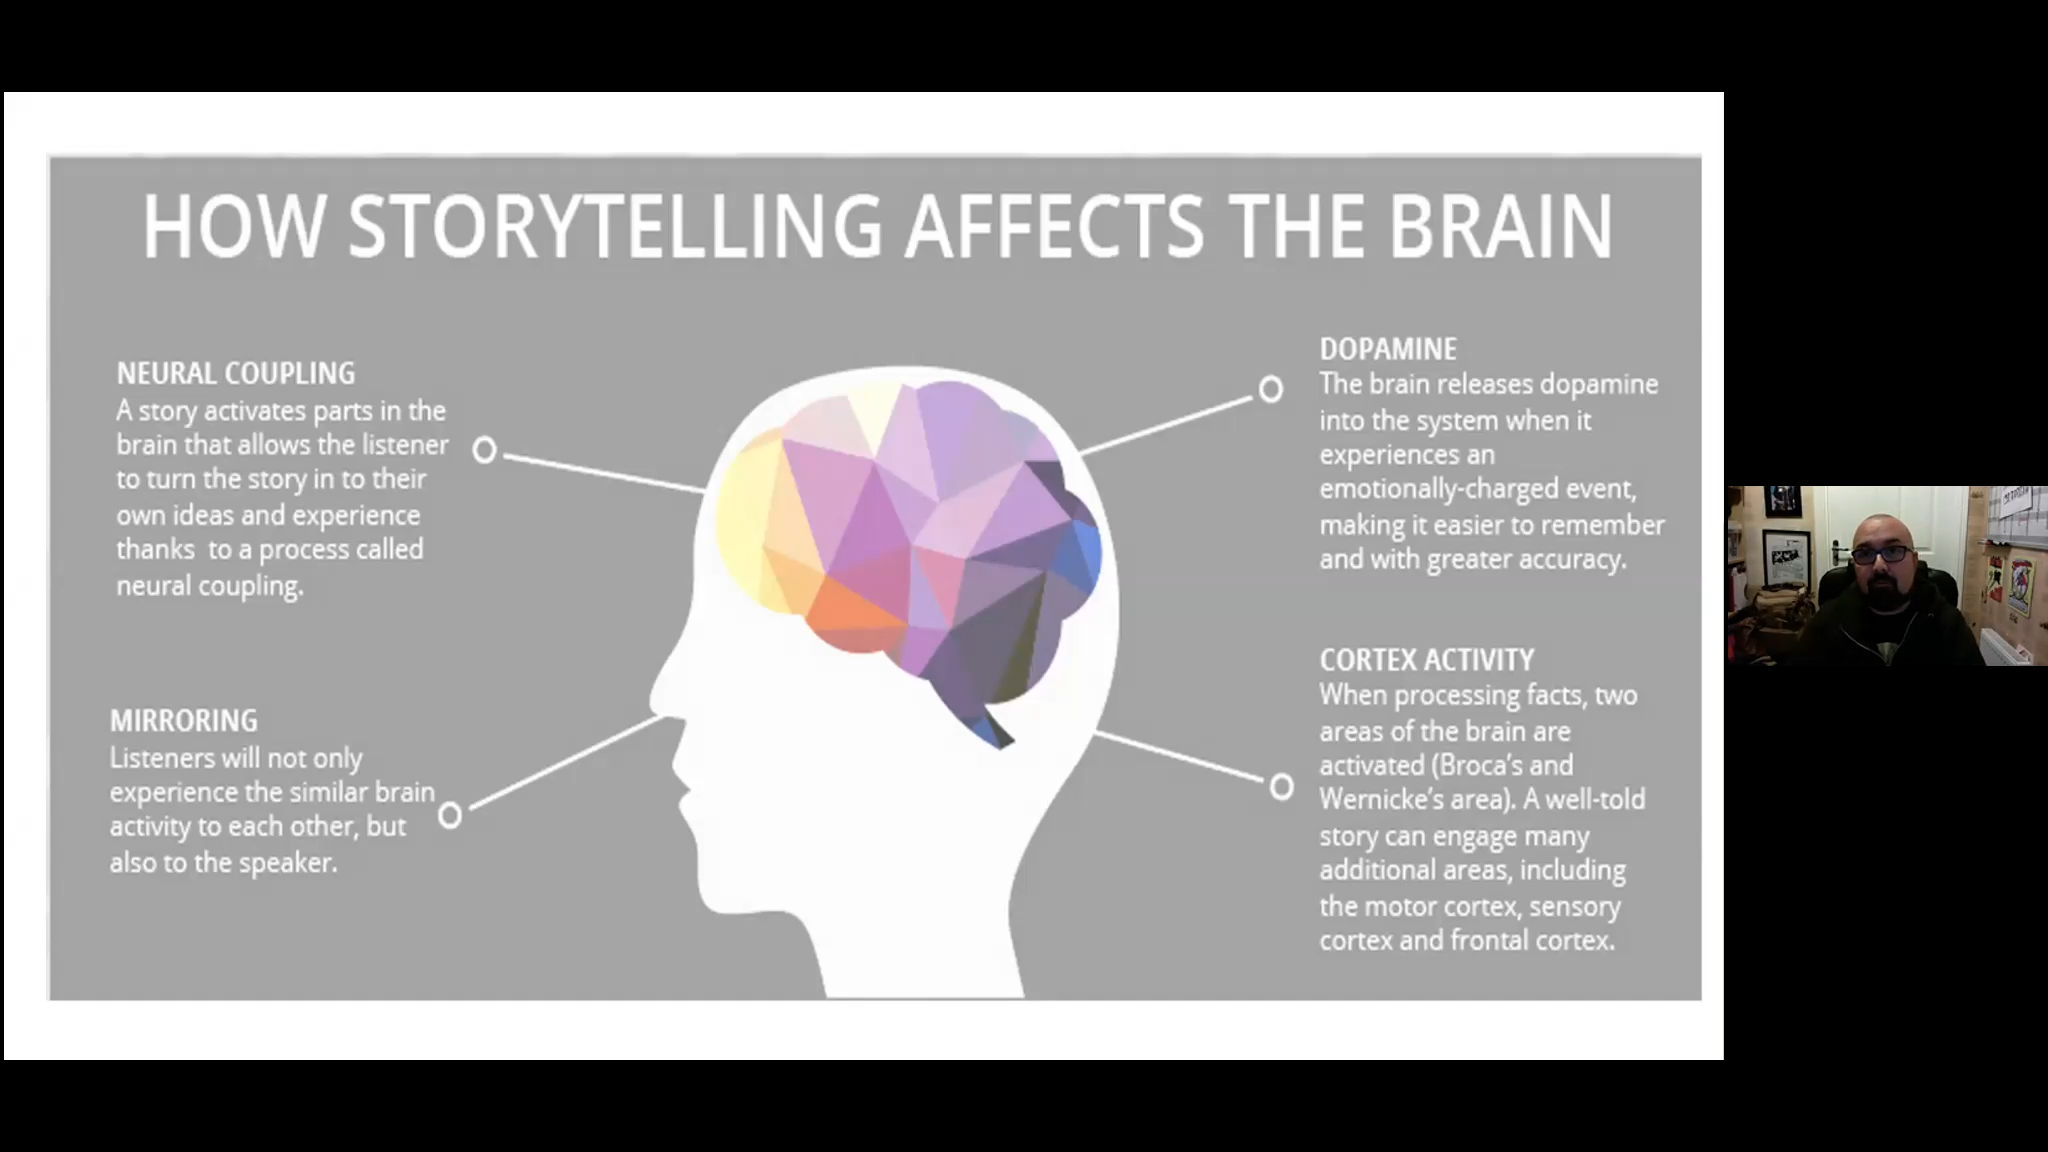 HOW STORYTELLING AFFECTS THE BRAIN
NEURAL COUPLING
A story activates parts in the
brain that allows the listener
to turn the story in to their
own ideas and experience
thanks  to a process called
neural coupling.
MIRRORING
Listeners will not only
experience the similar brain
activity to each other, but
also to the speaker.
DOPAMINE
The brain releases dopamine
into the system when it
experiences an
emotionally-charged event,
making it easier to remember
and with greater accuracy.
CORTEX ACTIVITY
When processing facts, two
areas of the brain are
activated (Broca's and
Wernicke's area). A well-told
story can engage many
additional areas, including
the motor cortex, sensory
cortex and frontal cortex.